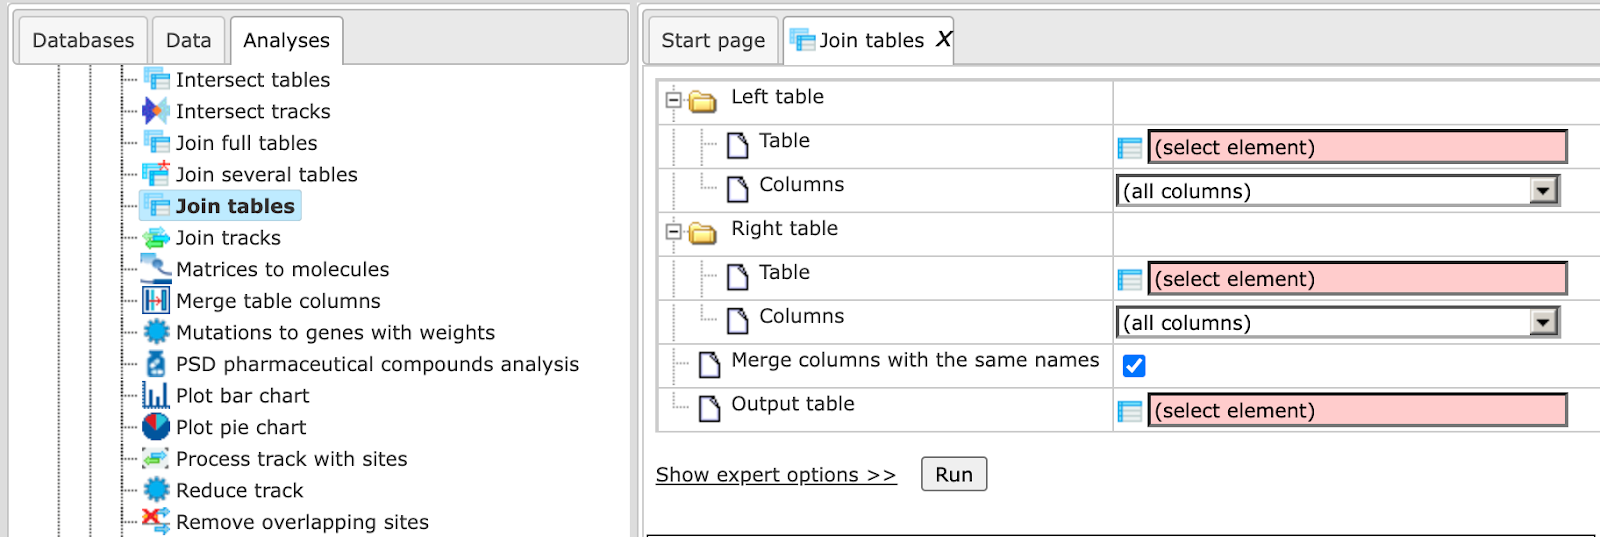 Databases
Data
Analyses
Intersect tables
Intersect tracks
Join full tables
Join several tables
Join tables
Join tracks
Matrices to molecules
Merge table columns
Mutations to genes with weights
PSD pharmaceutical compounds analysis
Plot bar chart
Plot pie chart
Process track with sites
Reduce track
Remove overlapping sites
Start page
Join tables X
Left table
Table (select element)
Columns (all columns)
Right table
Table (select element)
Columns (all columns)
Merge columns with the same names
Output table (select element)
Show expert options >> Run